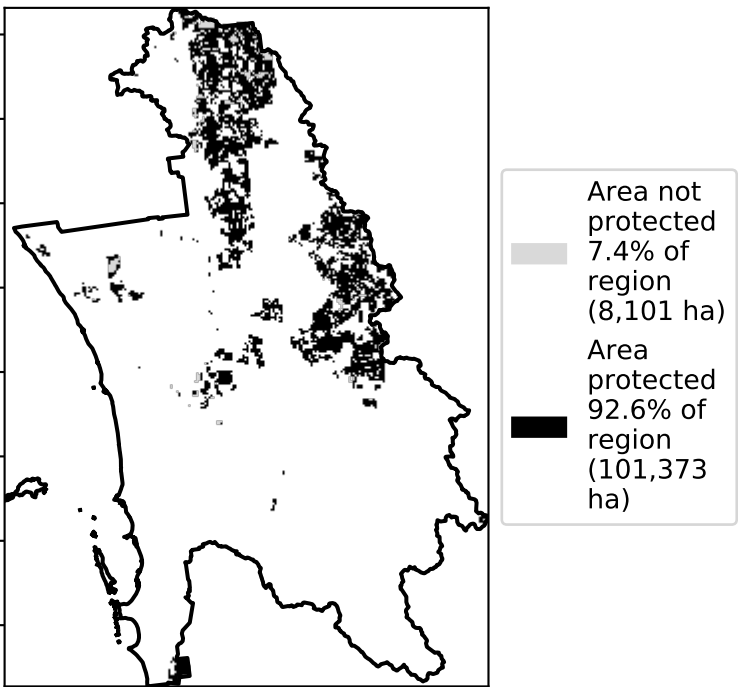 Area not
protected
7.4% of
region
(8,101 ha)
Area
protected
92.6% of
region
(101,373
ha)